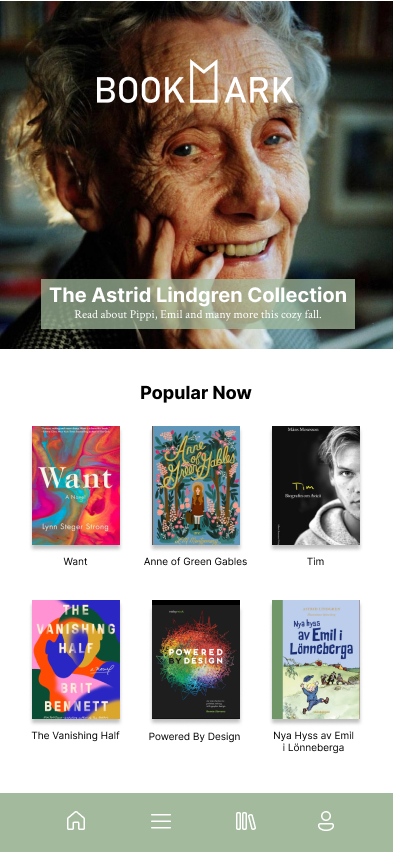 BOOKMARK
The Astrid Lindgren Collection
Read about Pippi, Emil and many more this cozy fall.
Popular Now
Want
A Novel
Lynn Steger Strong
Want
Anne
of
Green Gables
Anne of Green Gables
Måns Mosesson
Tim
Biografin om Avicii
Tim
THE
VANISHING
HALF
a novel
BRIT
BENNETT
The Vanishing Half
POWERED
BY DESIGN
Powered By Design
Nya hyss
av Emil i
Lönneberga
Nya Hyss av Emil
i Lönneberga